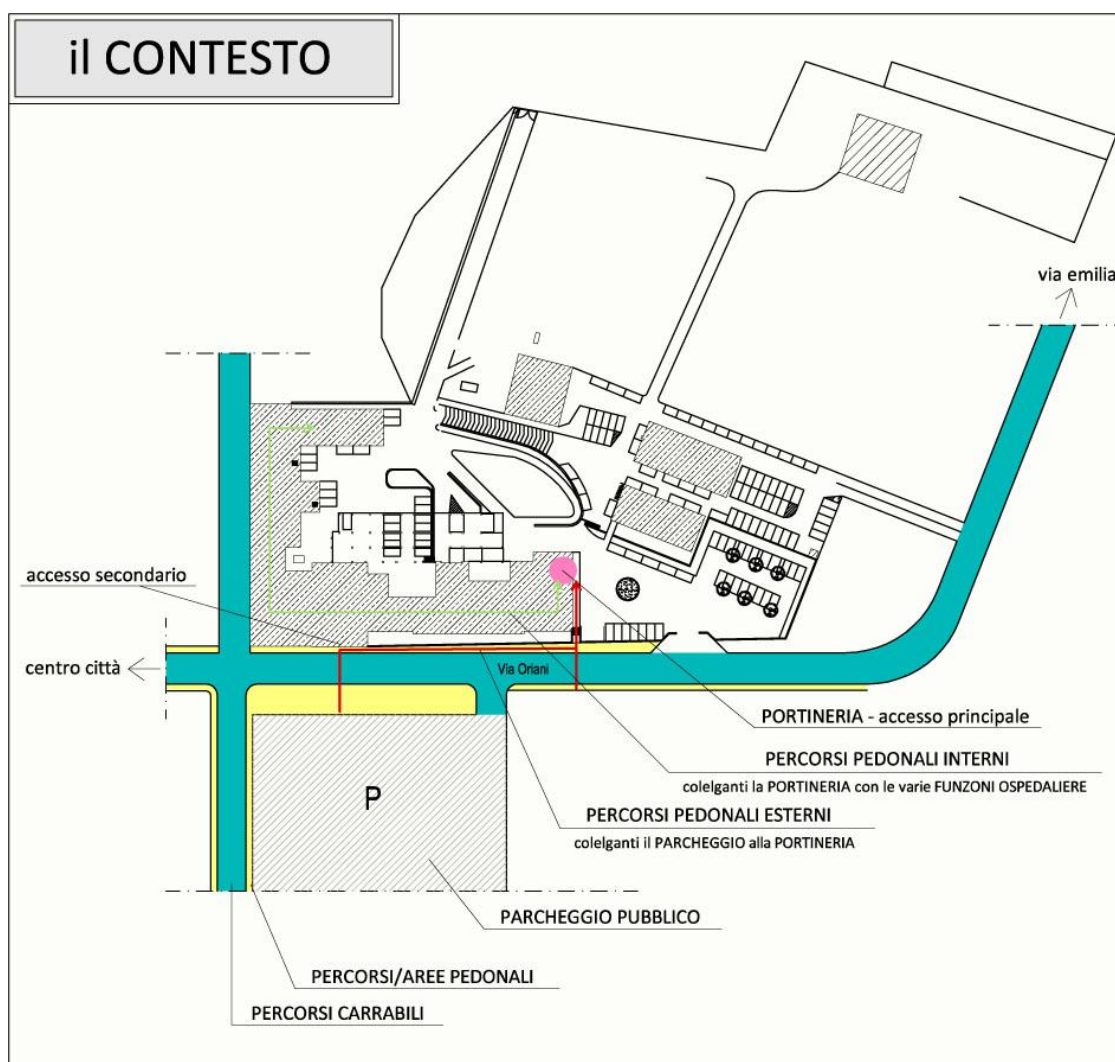 il CONTESTO
via emilia
accesso secondario
centro città
Via Oriani
PORTINERIA - accesso principale
PERCORSI PEDONALI INTERNI
colelganti la PORTINERIA con le varie FUNZONI OSPEDALIERE
PERCORSI PEDONALI ESTERNI
colelganti il PARCHEGGIO alla PORTINERIA
P
PARCHEGGIO PUBBLICO
PERCORSI/AREE PEDONALI
PERCORSI CARRABILI